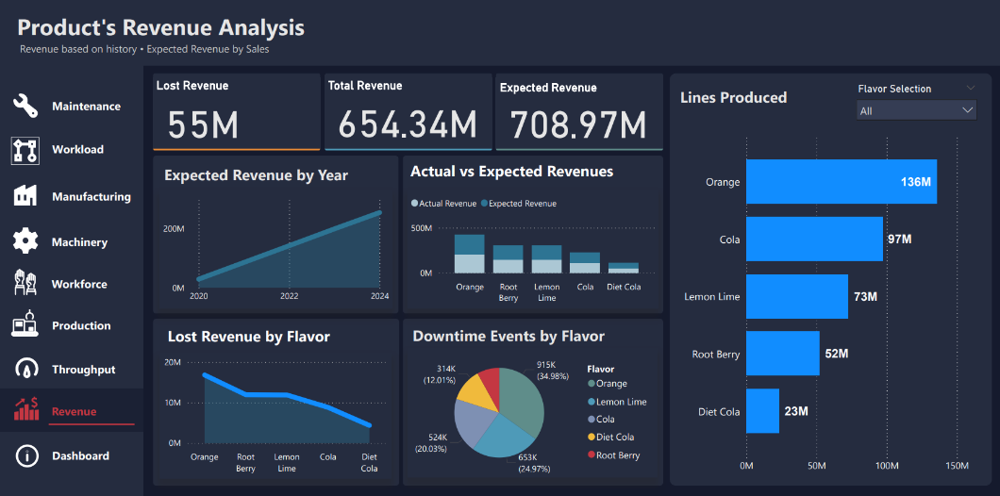 Product's Revenue Analysis
Revenue based on history • Expected Revenue by Sales
Maintenance
Workload
Manufacturing
Machinery
Workforce
Production
Throughput
Revenue
Dashboard
Lost Revenue
55M
Total Revenue
654.34M
Expected Revenue
708.97M
Expected Revenue by Year
200M
0M
2020
2022
2024
Actual vs Expected Revenues
Actual Revenue
Expected Revenue
500M
0M
Orange
Root
Berry
Lemon
Lime
Cola
Diet Cola
Lost Revenue by Flavor
20M
10M
0M
Orange
Root
Berry
Lemon
Lime
Cola
Diet
Cola
Downtime Events by Flavor
915K
(34.98%)
653K
(24.97%)
524K
(20.03%)
314K
(12.01%)
Flavor
Orange
Lemon Lime
Cola
Diet Cola
Root Berry
Lines Produced
Flavor Selection
All
Orange
136M
Cola
97M
Lemon Lime
73M
Root Berry
52M
Diet Cola
23M
0M
50M
100M
150M